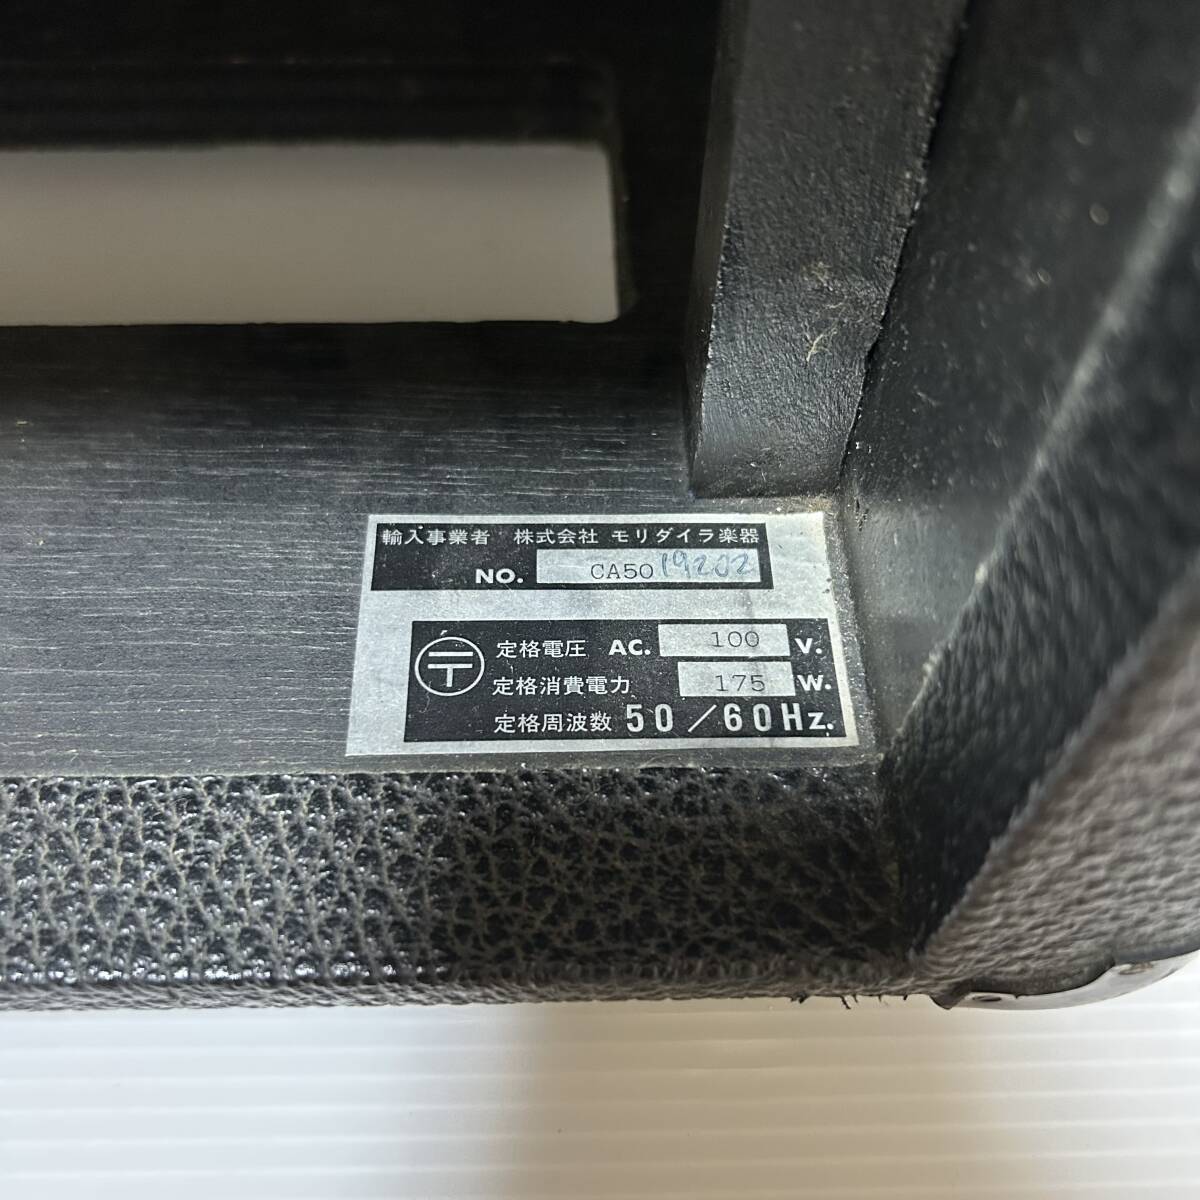 輸入事業者 株式会社 モリダイラ楽器
NO. CA50 19202
定格電圧 AC. 100 V.
定格消費電力 175 W.
定格周波数 50/60Hz.